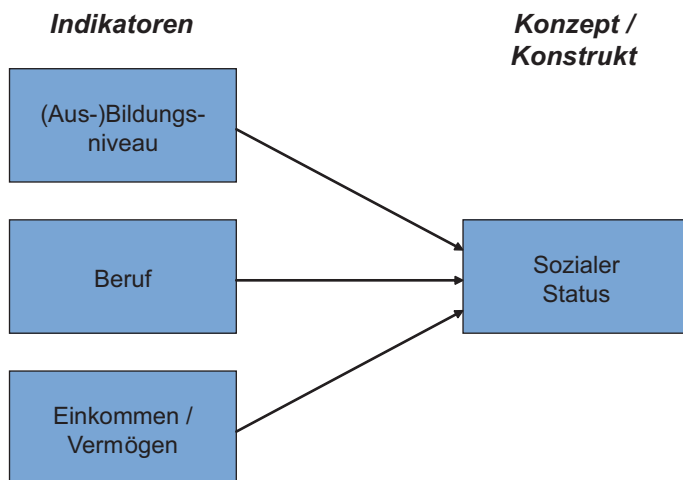 Indikatoren
Konzept /
Konstrukt
(Aus-)Bildungs-
niveau
Beruf
Sozialer
Status
Einkommen /
Vermögen